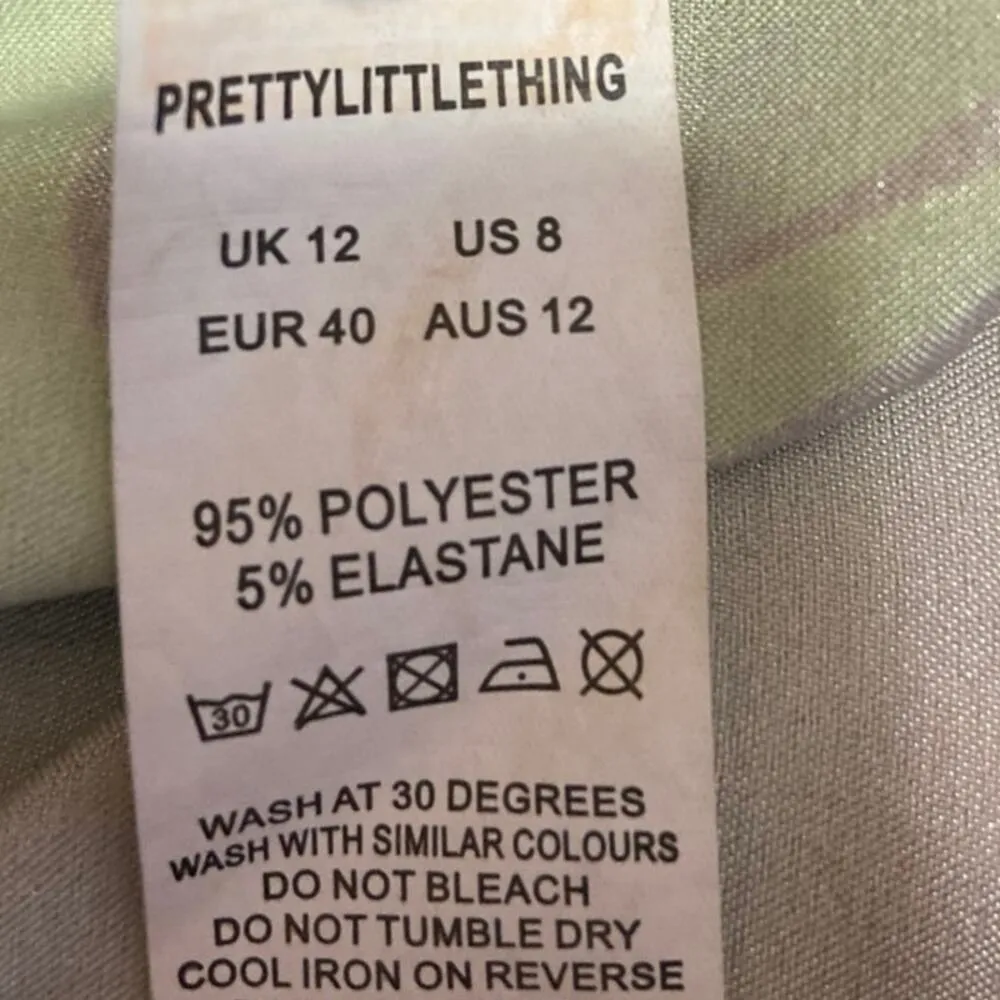 PRETTYLITTLETHING
UK 12 US 8
EUR 40 AUS 12
95% POLYESTER
5% ELASTANE
30
WASH AT 30 DEGREES
WASH WITH SIMILAR COLOURS
DO NOT BLEACH
DO NOT TUMBLE DRY
COOL IRON ON REVERSE